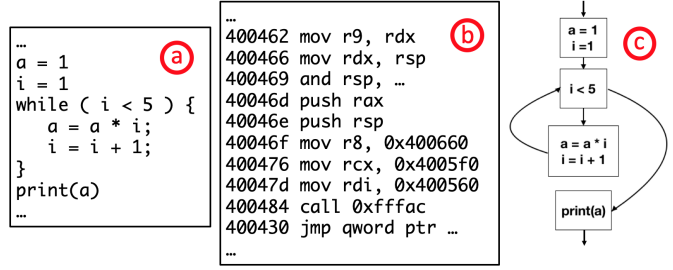 …
a = 1
i = 1
while ( i < 5 ) {
a = a * i;
i = i + 1;
}
print(a)
…
a
…
400462 mov r9, rdx
400466 mov rdx, rsp
400469 and rsp, …
40046d push rax
40046e push rsp
40046f mov r8, 0x400660
400476 mov rcx, 0x4005f0
40047d mov rdi, 0x400560
400484 call 0xfffac
400430 jmp qword ptr …
…
b
a = 1
i =1
c
i < 5
a = a * i
i = i + 1
print(a)